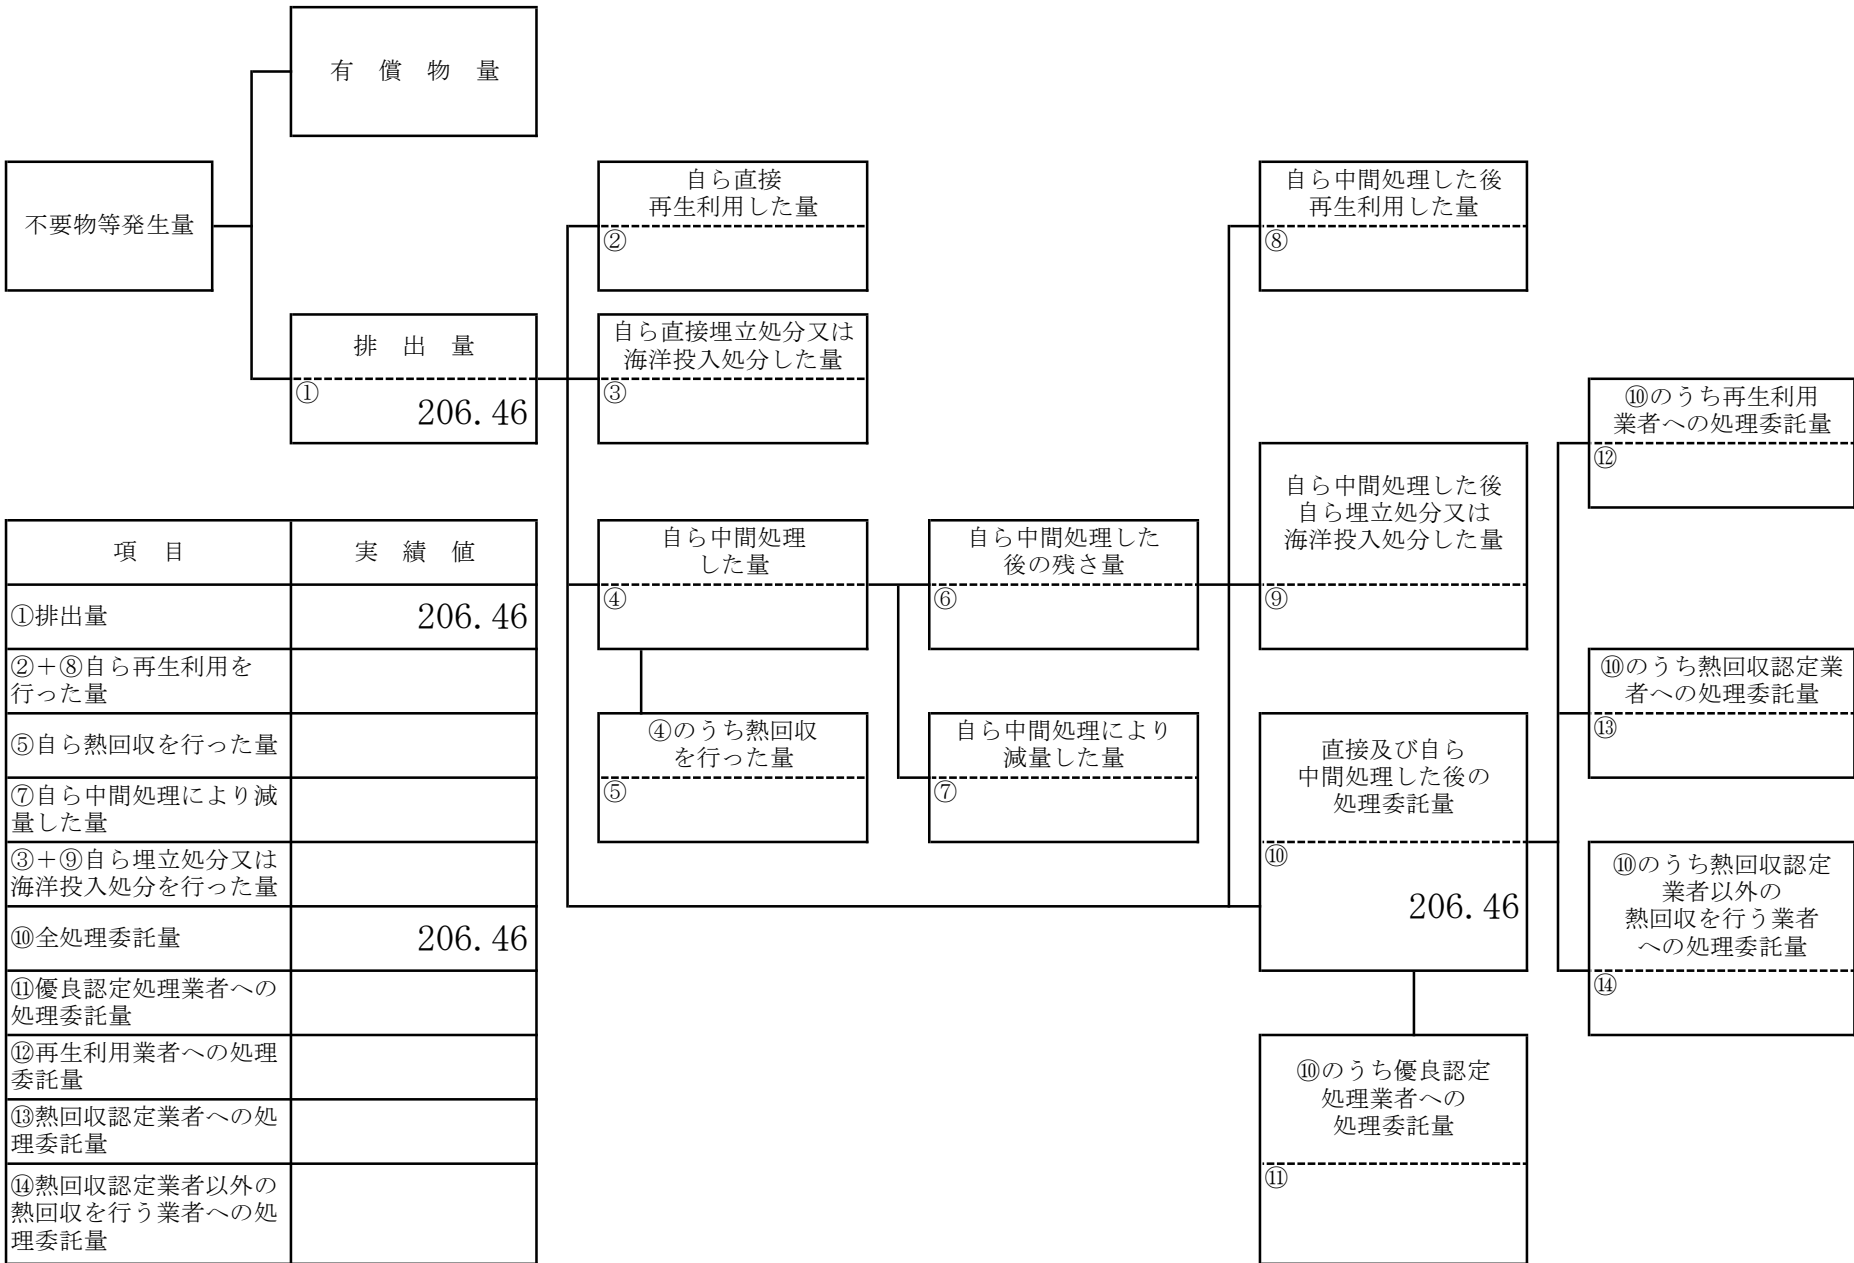 有 償 物 量
不要物等発生量
排 出 量
①
206.46
自ら直接
再生利用した量
②
自ら直接埋立処分又は
海洋投入処分した量
③
自ら中間処理
した量
④
④のうち熱回収
を行った量
⑤
自ら中間処理した
後の残さ量
⑥
自ら中間処理により
減量した量
⑦
自ら中間処理した後
再生利用した量
⑧
自ら中間処理した後
自ら埋立処分又は
海洋投入処分した量
⑨
直接及び自ら
中間処理した後の
処理委託量
⑩
206.46
⑩のうち優良認定
処理業者への
処理委託量
⑪
⑩のうち再生利用
業者への処理委託量
⑫
⑩のうち熱回収認定業
者への処理委託量
⑬
⑩のうち熱回収認定
業者以外の
熱回収を行う業者
への処理委託量
⑭
項 目 実 績 値
①排出量 206.46
②＋⑧自ら再生利用を
行った量
⑤自ら熱回収を行った量
⑦自ら中間処理により減
量した量
③＋⑨自ら埋立処分又は
海洋投入処分を行った量
⑩全処理委託量 206.46
⑪優良認定処理業者への
処理委託量
⑫再生利用業者への処理
委託量
⑬熱回収認定業者への処
理委託量
⑭熱回収認定業者以外の
熱回収を行う業者への処
理委託量